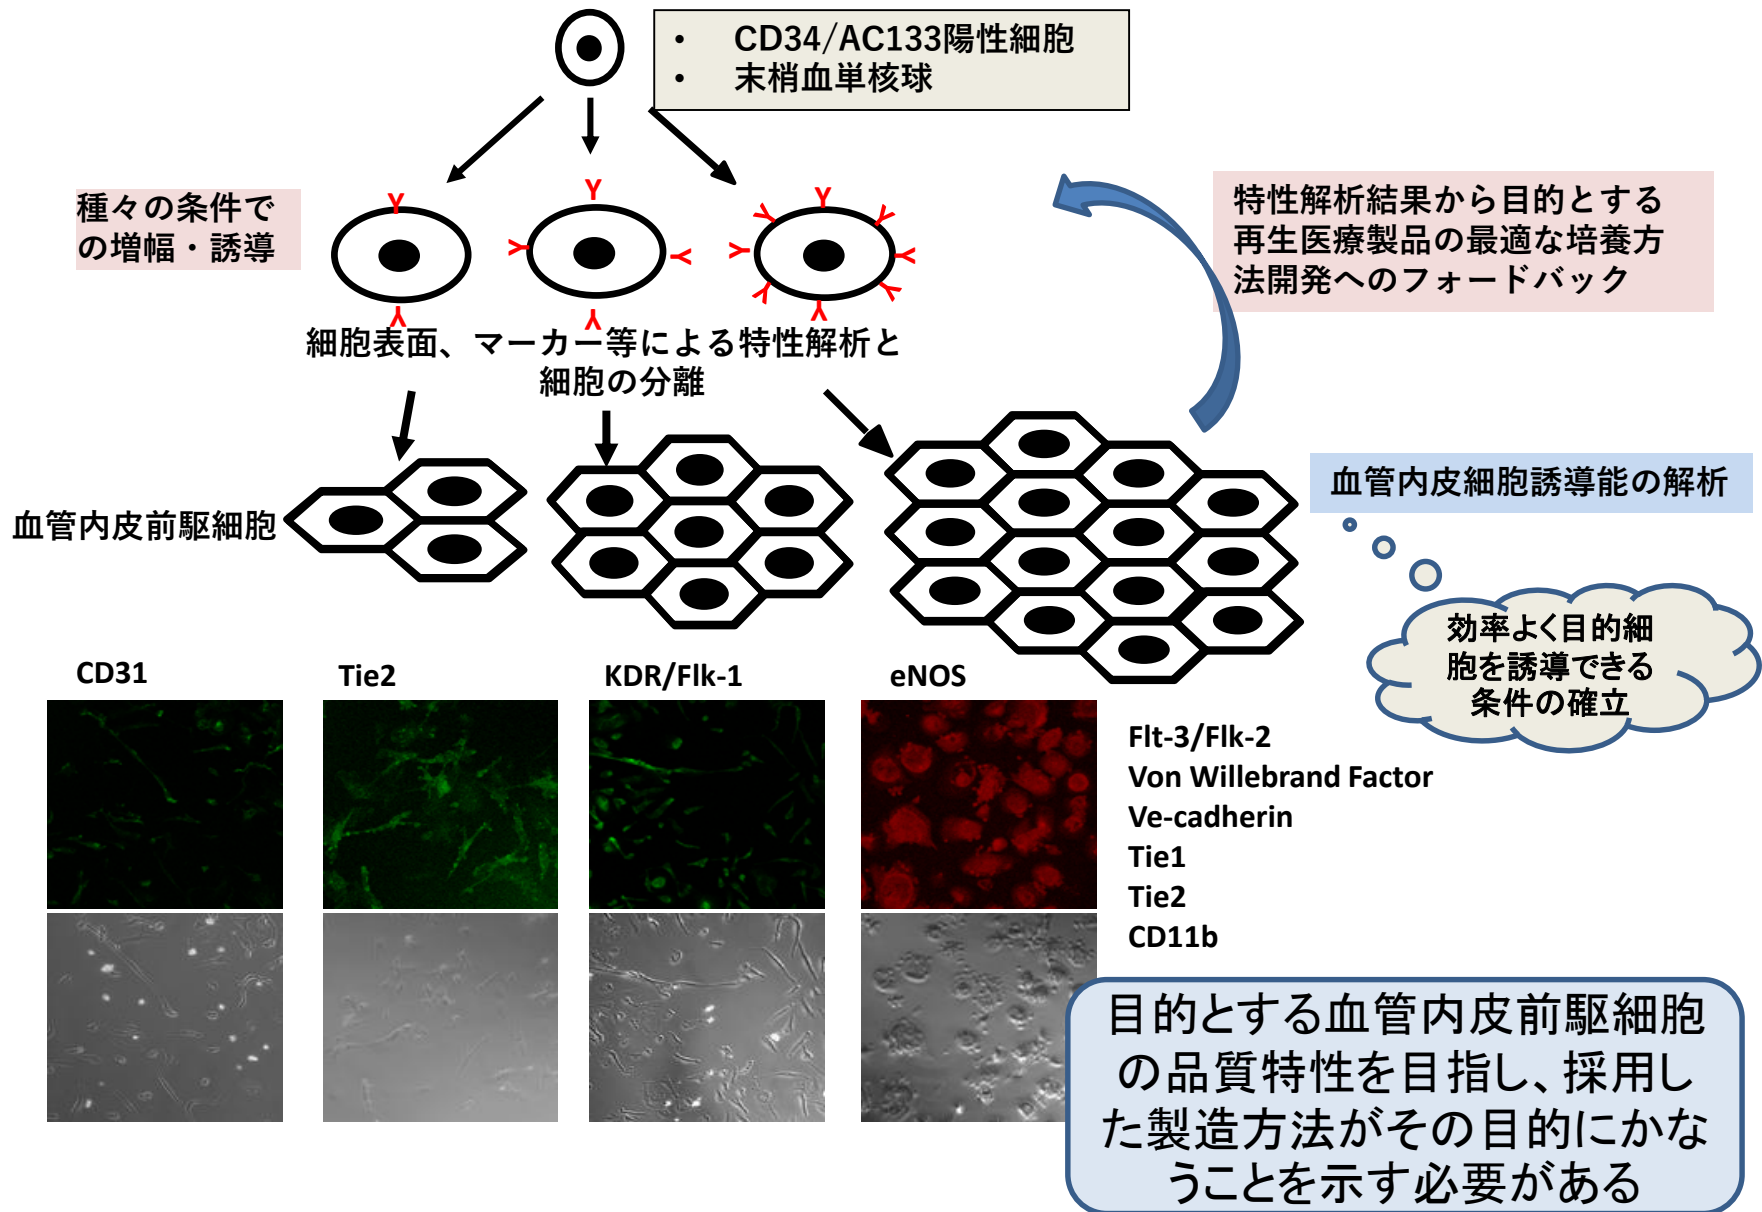 • CD34/AC133陽性細胞
• 末梢血単核球
種々の条件で
の増幅・誘導
特性解析結果から目的とする
再生医療製品の最適な培養方
法開発へのフォードバック
細胞表面、マーカー等による特性解析と
細胞の分離
血管内皮細胞誘導能の解析
血管内皮前駆細胞
効率よく目的細
胞を誘導できる
条件の確立
CD31
Tie2
KDR/Flk-1
eNOS
Flt-3/Flk-2
Von Willebrand Factor
Ve-cadherin
Tie1
Tie2
CD11b
目的とする血管内皮前駆細胞
の品質特性を目指し、採用し
た製造方法がその目的にかな
うことを示す必要がある